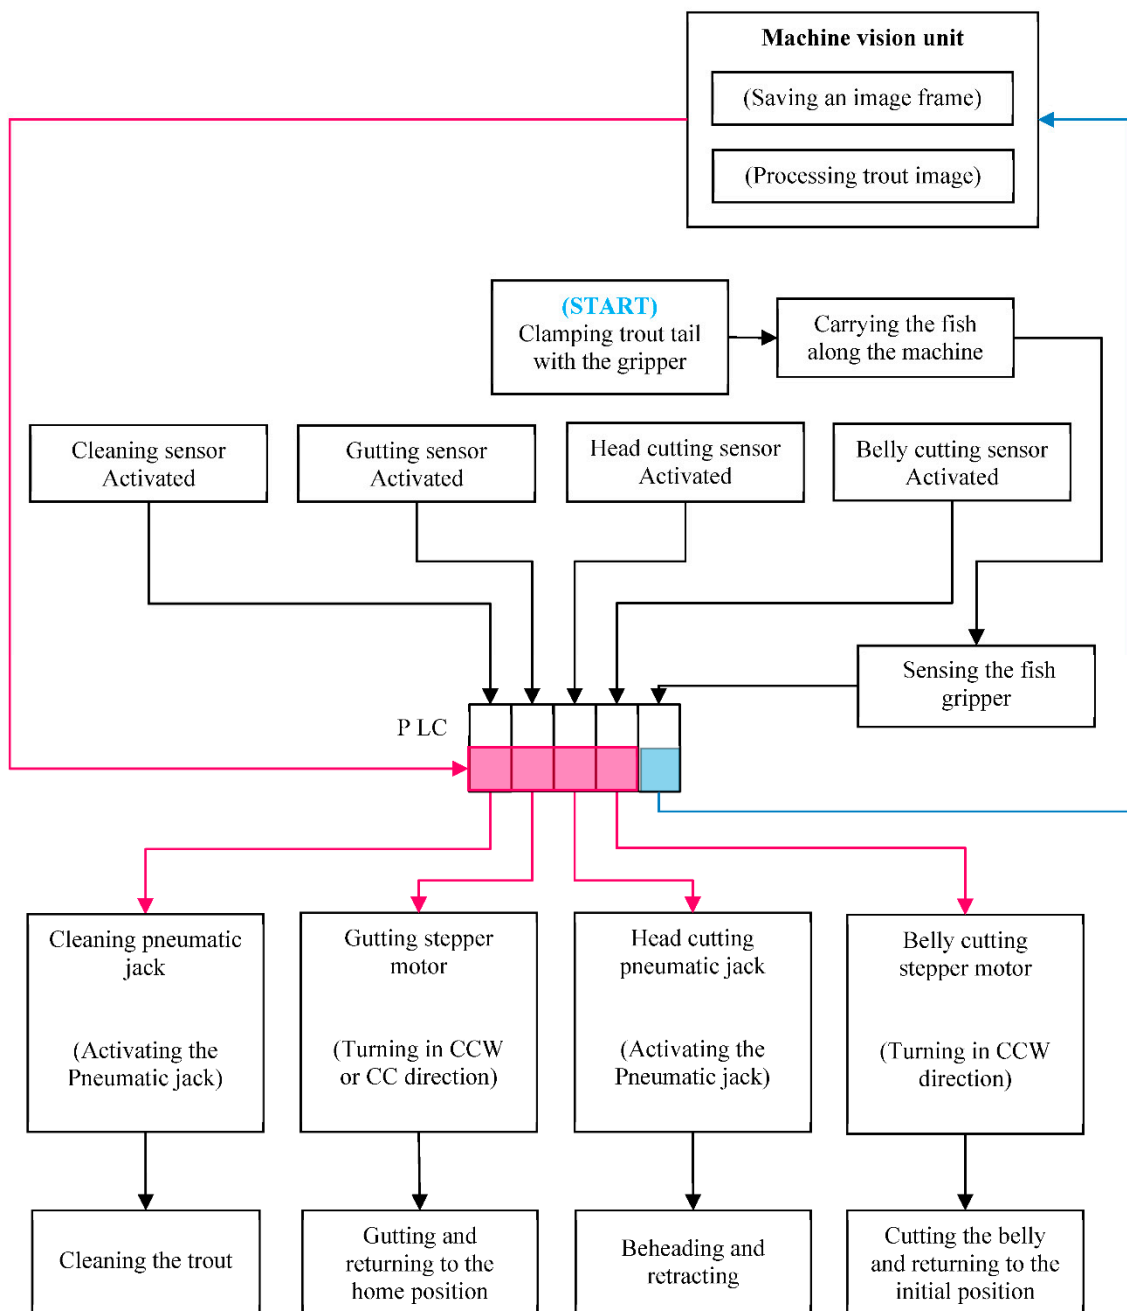 Machine vision unit
(Saving an image frame)
(Processing trout image)
(START)
Clamping trout tail
with the gripper
Carrying the fish
along the machine
Cleaning sensor
Activated
Gutting sensor
Activated
Head cutting sensor
Activated
Belly cutting sensor
Activated
Sensing the fish
gripper
P LC
Cleaning pneumatic
jack
(Activating the
Pneumatic jack)
Gutting stepper
motor
(Turning in CCW
or CC direction)
Head cutting
pneumatic jack
(Activating the
Pneumatic jack)
Belly cutting
stepper motor
(Turning in CCW
direction)
Cleaning the trout
Gutting and
returning to the
home position
Beheading and
retracting
Cutting the belly
and returning to the
initial position